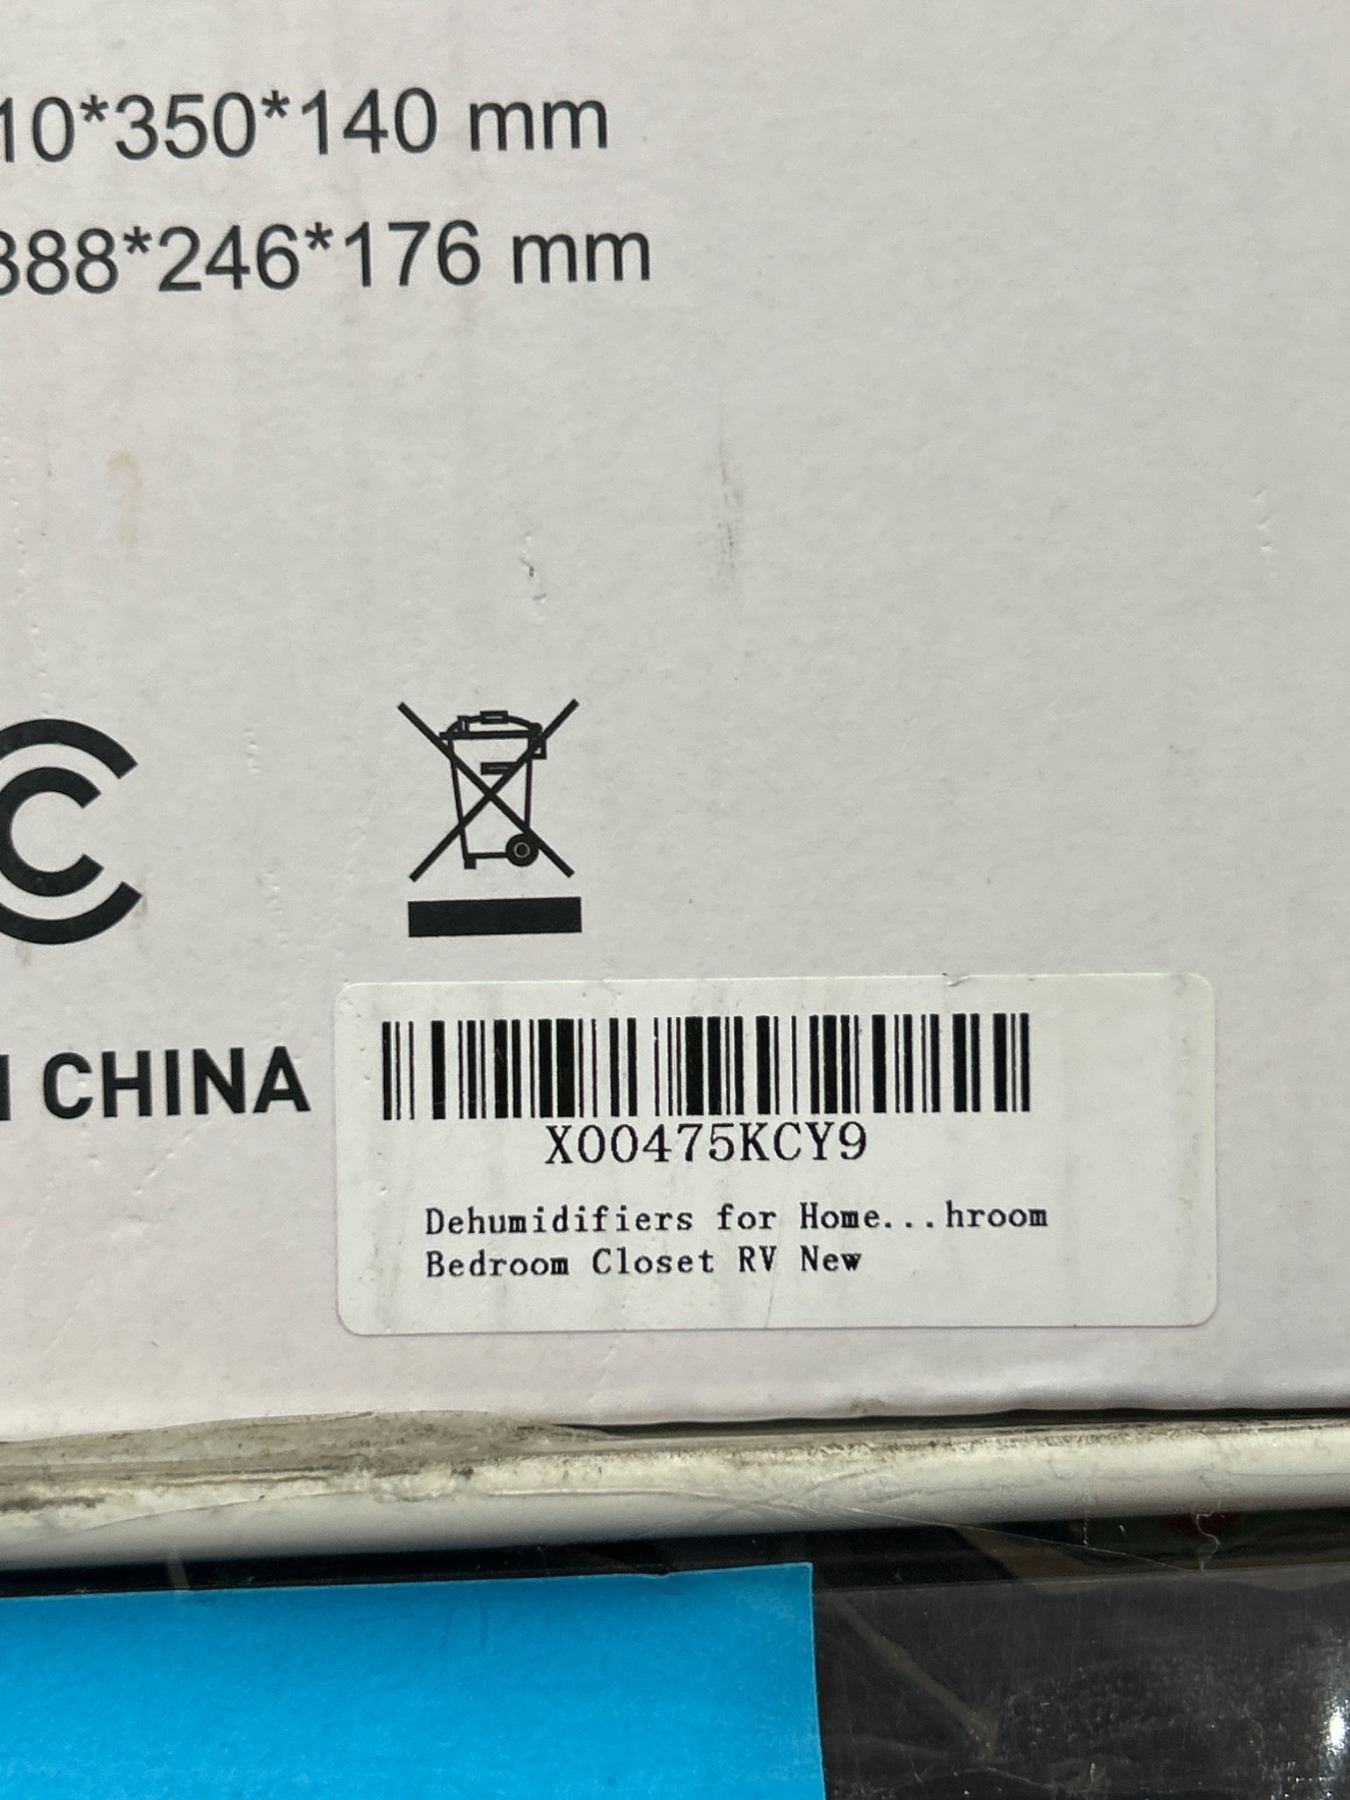 10*350*140 mm
388*246*176 mm
CHINA
X00475KCY9
Dehumidifiers for Home...hroom
Bedroom Closet RV New